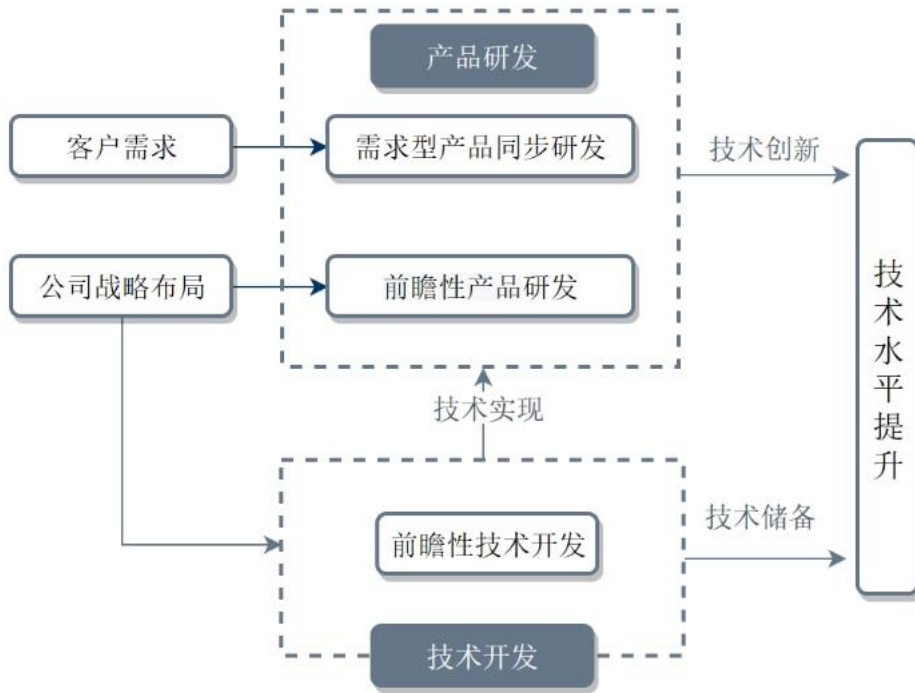 产品研发
客户需求
需求型产品同步研发
技术创新
公司战略布局
前瞻性产品研发
技术水平提升
技术实现
前瞻性技术开发
技术储备
技术开发